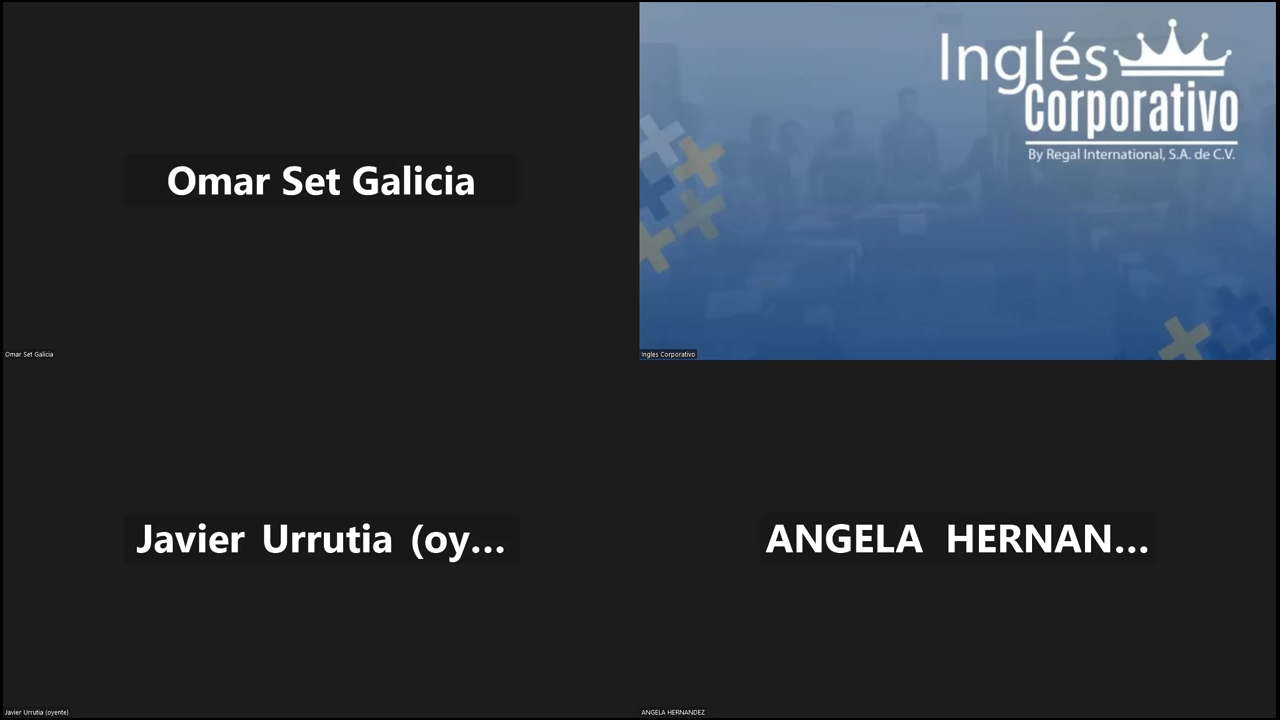 Omar Set Galicia
Omar Set Galicia
Inglés
Corporativo
By Regal International, S.A. de C.V.
Ingles Corporativo
Javier Urrutia (oy...
Javier Urrutia (oyente)
ANGELA HERNAN...
ANGELA HERNANDEZ